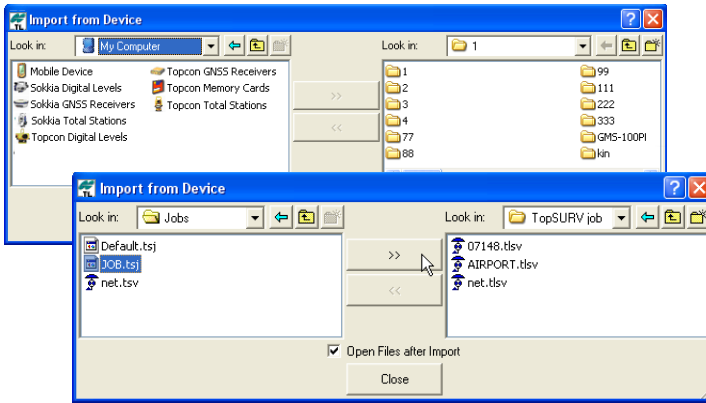 Import from Device
Look in: My Computer
Look in: 1
Mobile Device
Sokkia Digital Levels
Sokkia GNSS Receivers
Sokkia Total Stations
Topcon Digital Levels
Topcon GNSS Receivers
Topcon Memory Cards
Topcon Total Stations
>>
<<
1
2
3
4
77
88
99
111
222
333
GMS-100PI
kin
TL
Import from Device
Look in: Jobs
Look in: TopSURV job
Default.tsj
JOB.tsj
net.tsv
>>
<<
07148.tlsv
AIRPORT.tlsv
net.tlsv
Open Files after Import
Close